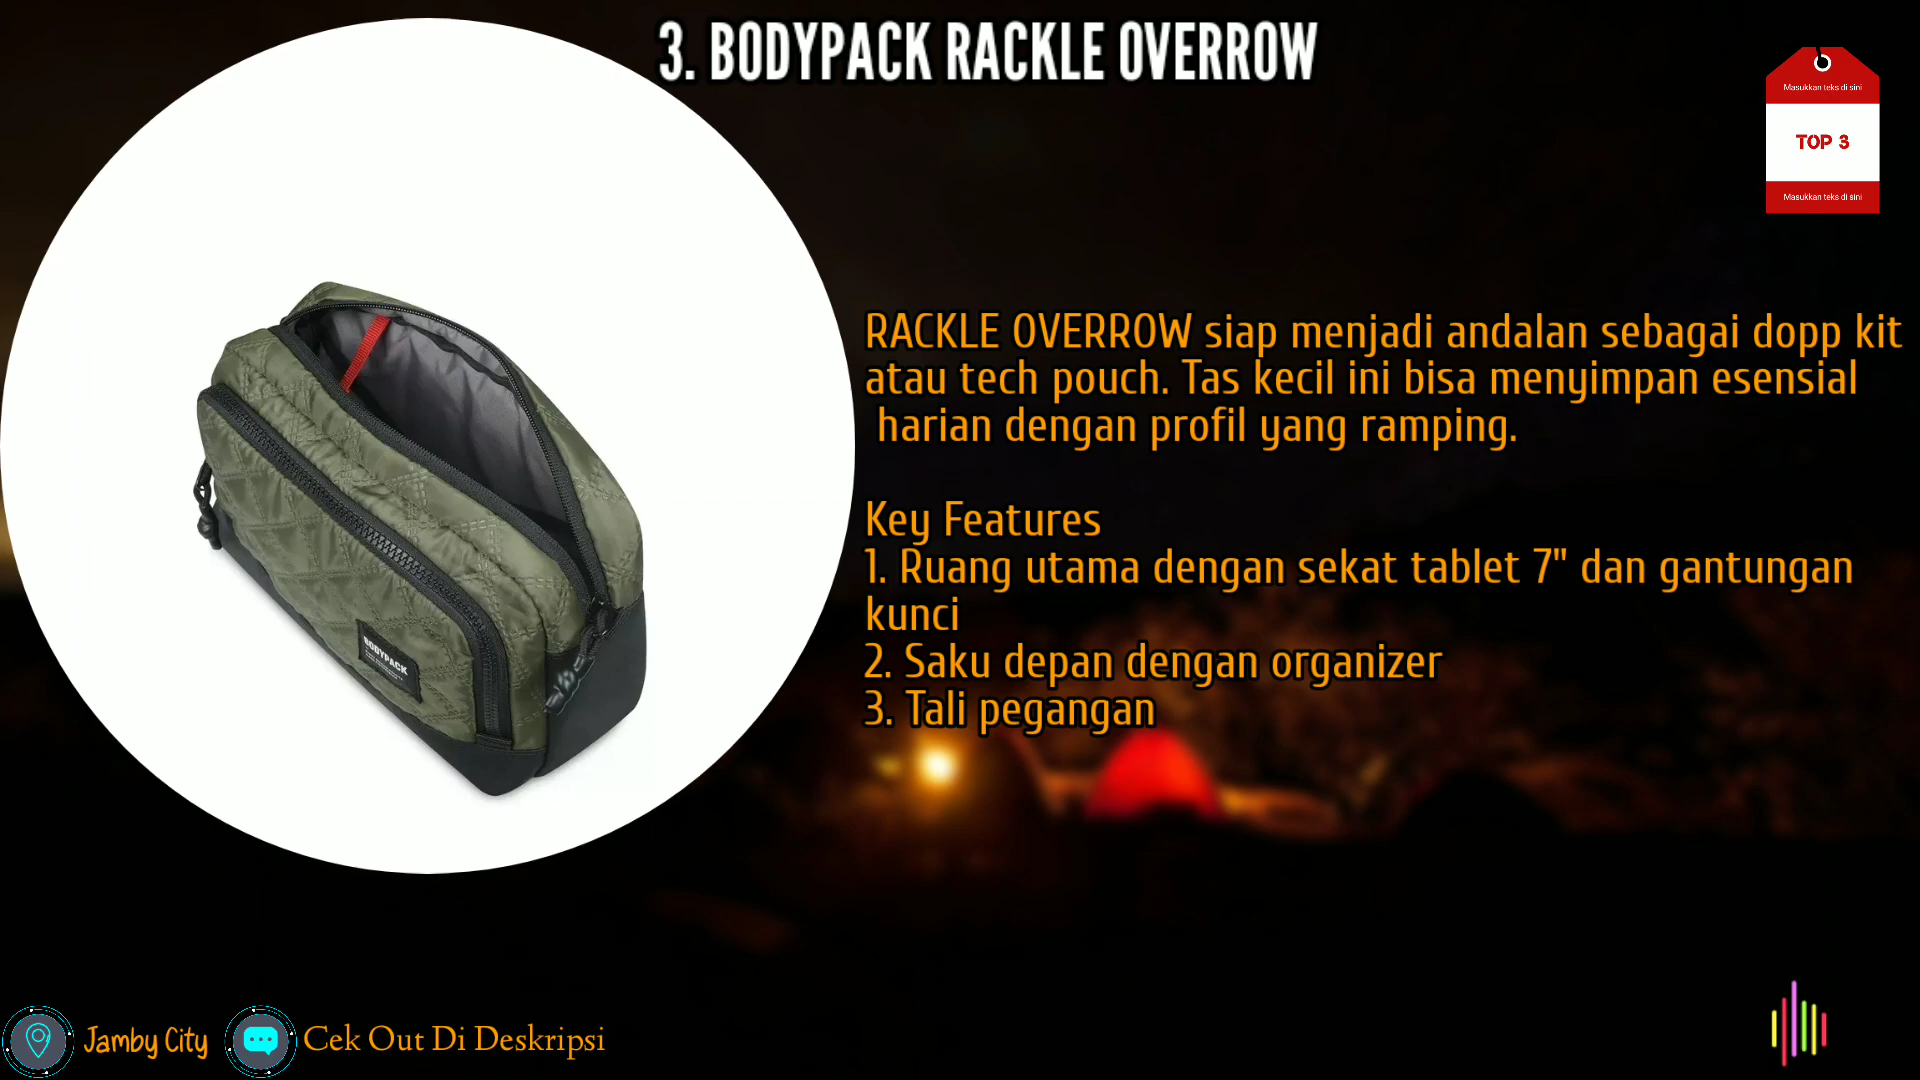 3. BODYPACK RACKLE OVERROW
Masukkan teks di sini
TOP 3
Masukkan teks di sini
RACKLE OVERROW siap menjadi andalan sebagai dopp kit
atau tech pouch. Tas kecil ini bisa menyimpan esensial
harian dengan profil yang ramping.
Key Features
1. Ruang utama dengan sekat tablet 7" dan gantungan
kunci
2. Saku depan dengan organizer
3. Tali pegangan
BODYPACK
Jamby City
Cek Out Di Deskripsi